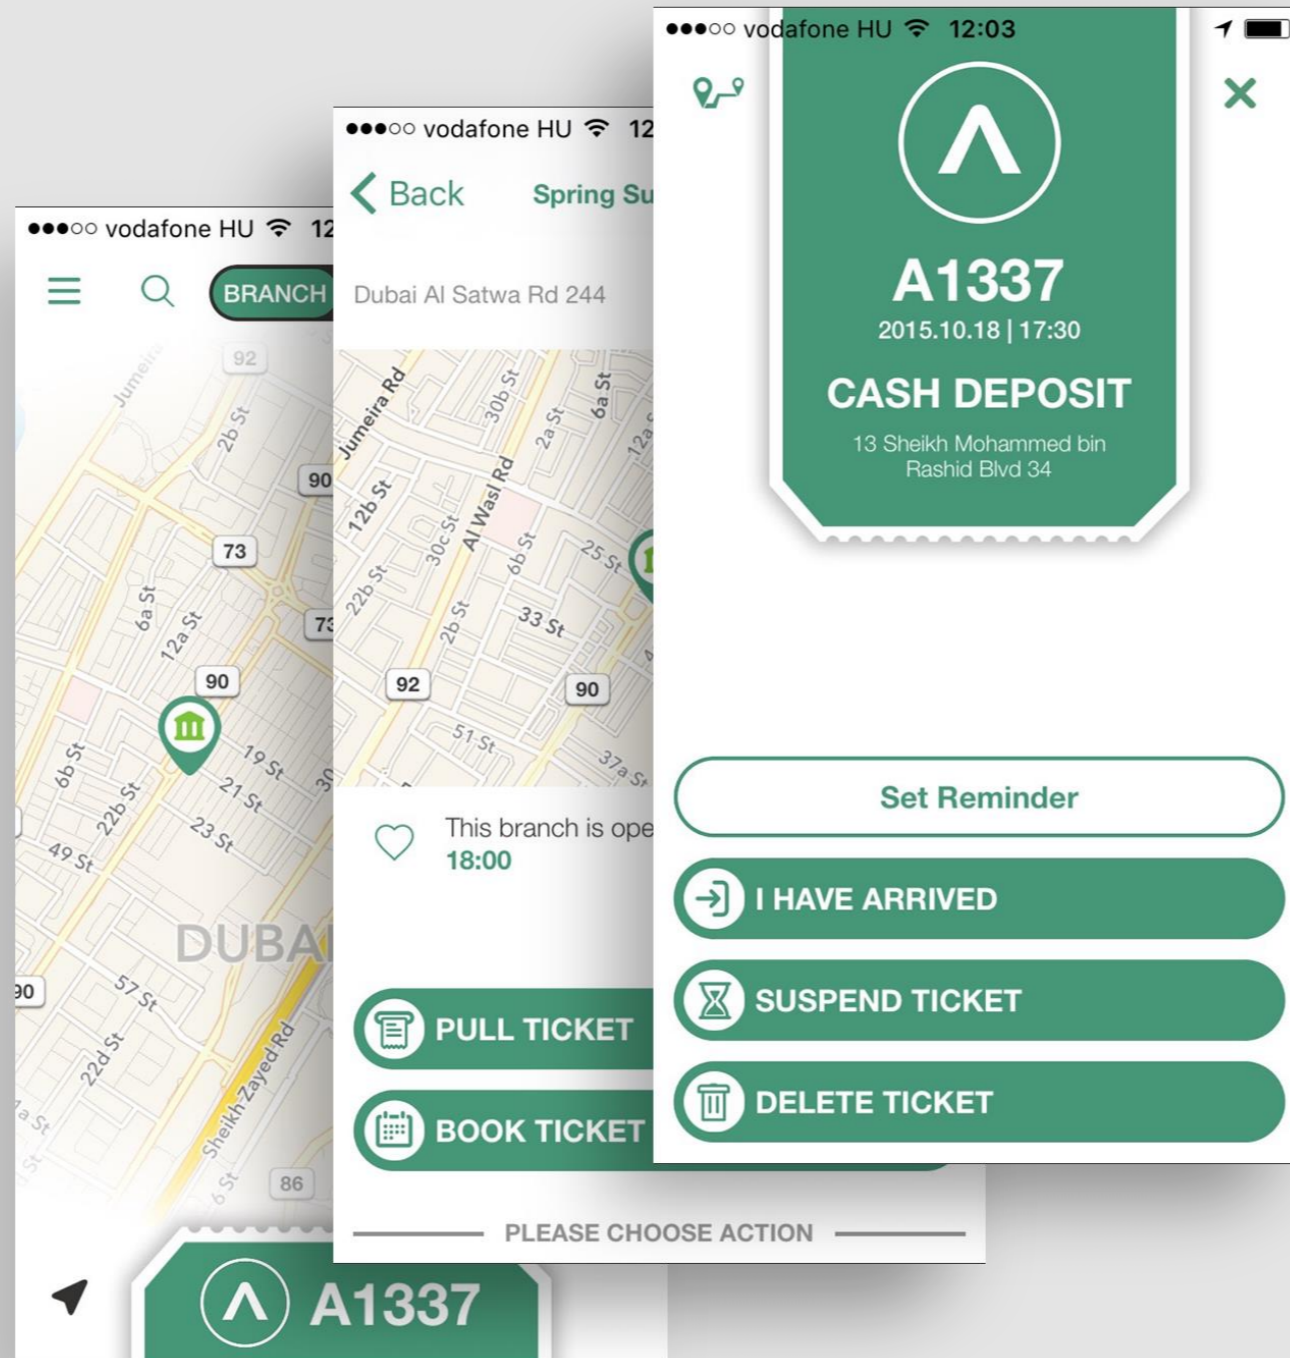 vodafone HU 12
BRANCH
92
Jumeira
2b St
90
73
6a St
12a St
73
90
19 St
30
6b St
22b St
21 St
23 St
49 St
DUBAI
90
57 St
22d St
Sheikh Zayed Rd
1a St
6 St
86
A1337
vodafone HU 12
Back
Spring Su
Dubai Al Satwa Rd 244
Jumeira Rd
30b St
6a St
2a St
12a
12b St
Al Wasl Rd
30c St
6b St
25 St
22b St
2b St
33 St
92
90
51 St
37a St
This branch is ope
18:00
PULL TICKET
BOOK TICKET
PLEASE CHOOSE ACTION
vodafone HU 12:03
A1337
2015.10.18 | 17:30
CASH DEPOSIT
13 Sheikh Mohammed bin
Rashid Blvd 34
Set Reminder
I HAVE ARRIVED
SUSPEND TICKET
DELETE TICKET